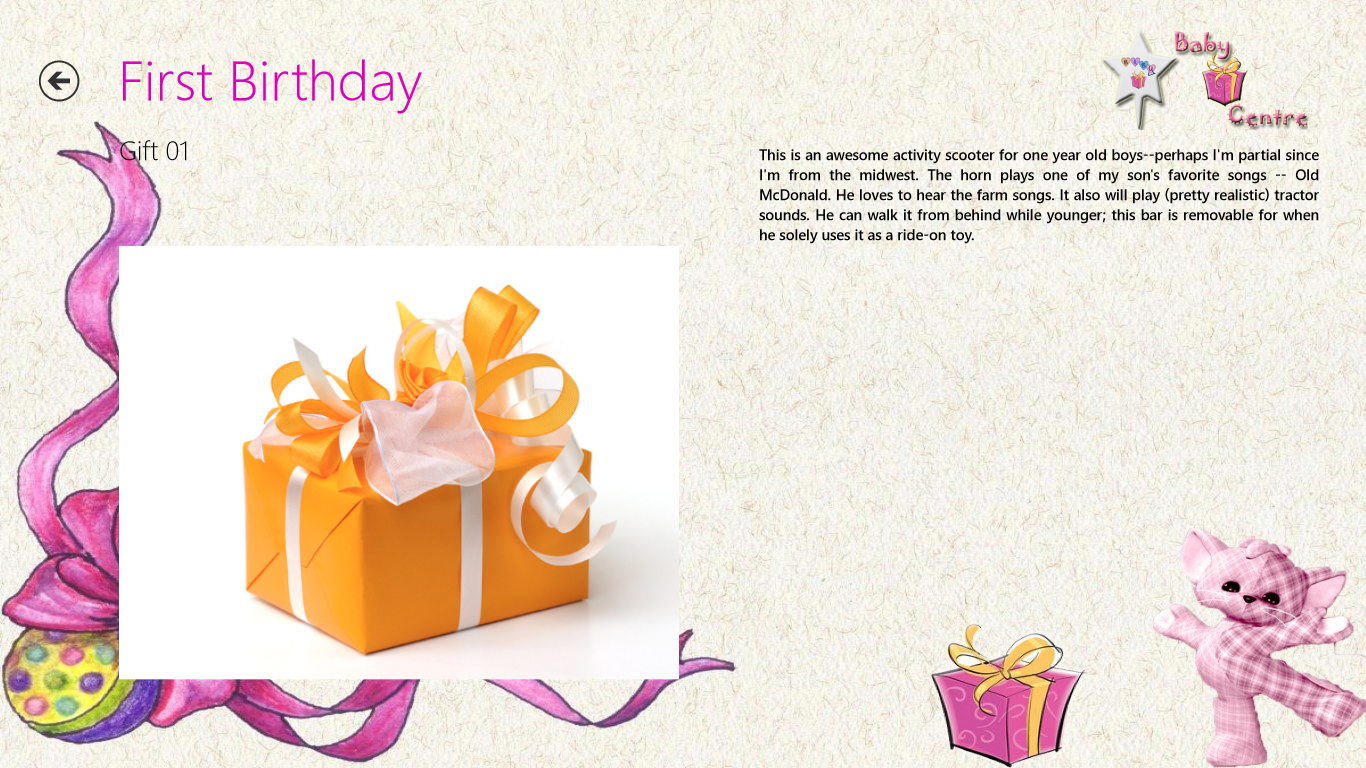 First Birthday
Baby
Centre
Gift 01
This is an awesome activity scooter for one year old boys--perhaps I'm partial since
I'm from the midwest. The horn plays one of my son's favorite songs -- Old
McDonald. He loves to hear the farm songs. It also will play (pretty realistic) tractor
sounds. He can walk it from behind while younger; this bar is removable for when
he solely uses it as a ride-on toy.